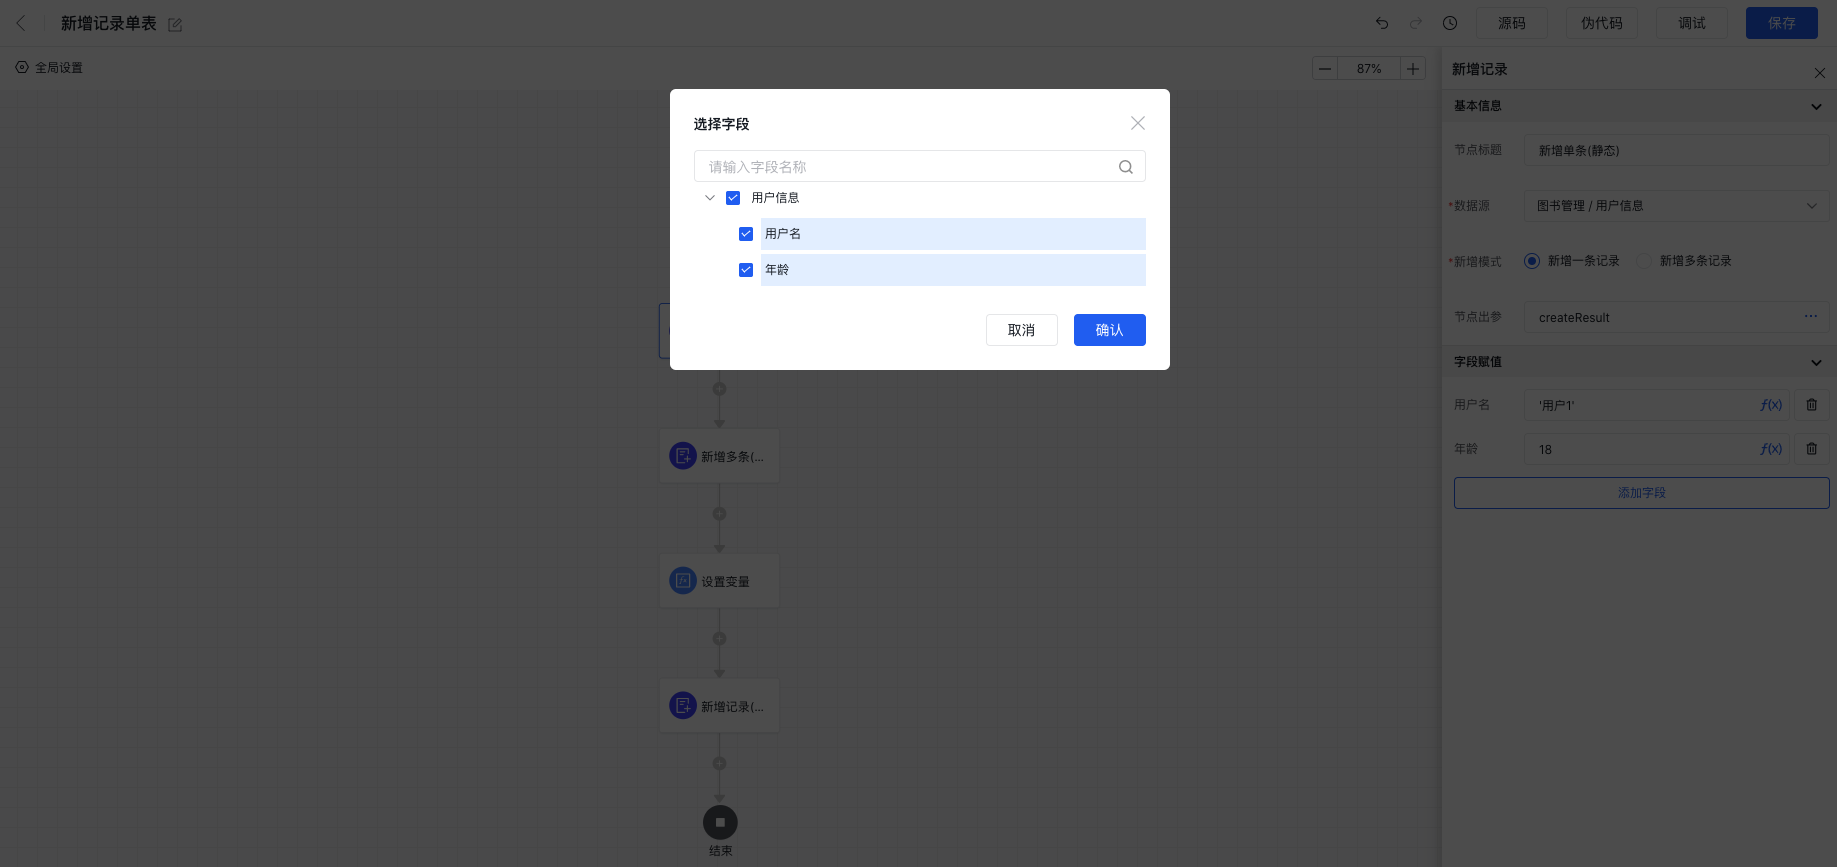 新增记录单表
源码
伪代码
调试
保存
全局设置
87%
新增记录
选择字段
请输入字段名称
用户信息
用户名
年龄
取消
确认
基本信息
节点标题
新增单条(静态)
*数据源
图书管理 / 用户信息
*新增模式
新增一条记录
新增多条记录
节点出参
createResult
字段赋值
用户名
'用户1'
f(x)
年龄
18
f(x)
添加字段
新增多条(...
设置变量
新增记录(...
结束